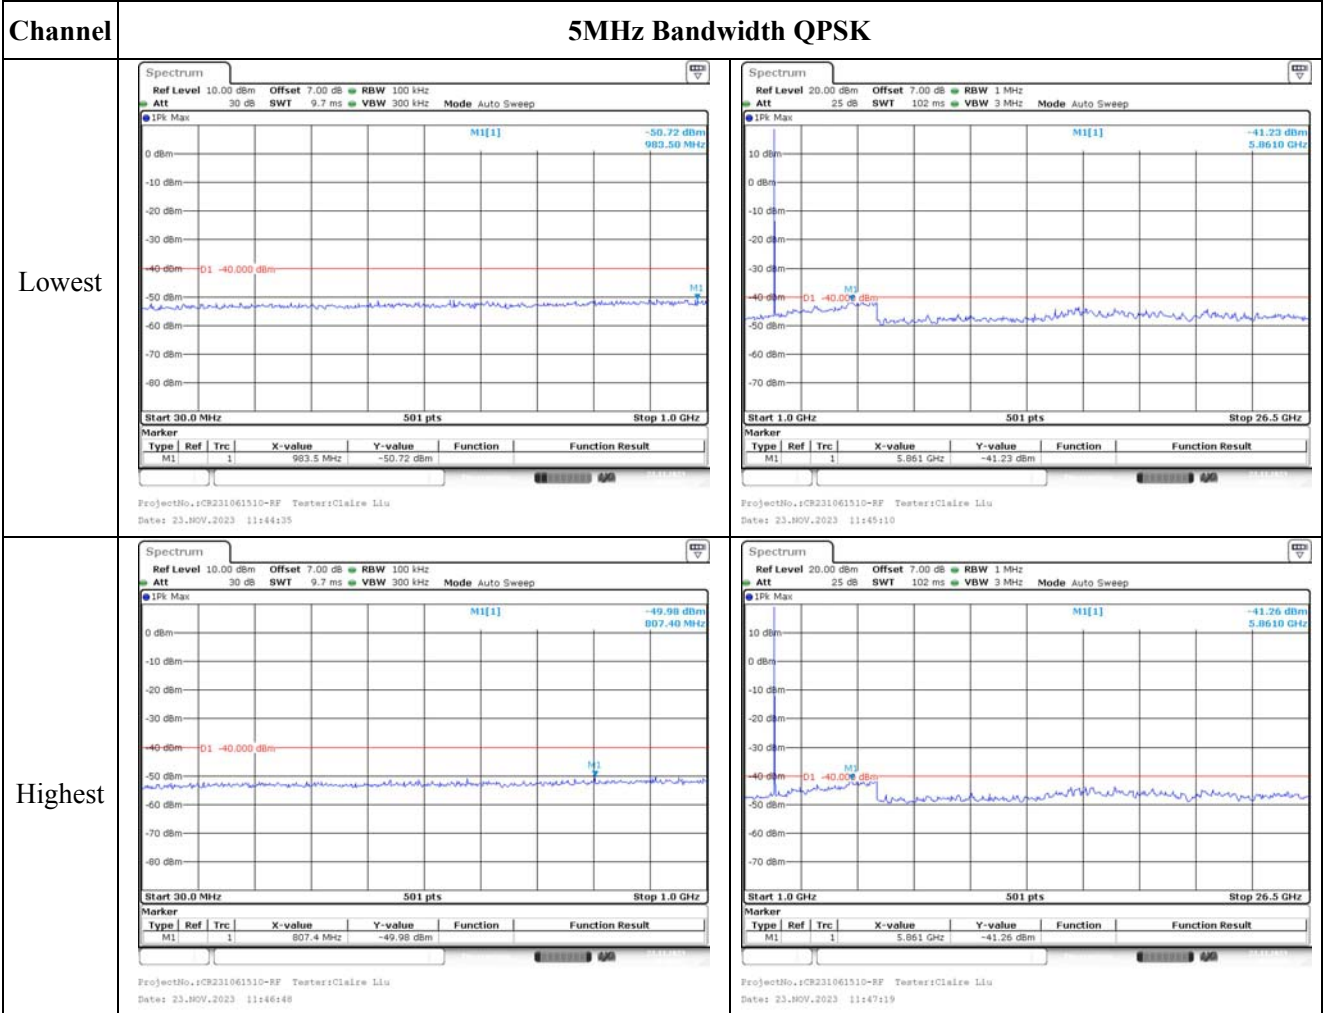 Channel 5MHz Bandwidth QPSK
Lowest
Spectrum
Ref Level 10.00 dBm Offset 7.00 dB RBW 100 kHz
Att 30 dB SWT 9.7 ms VBW 300 kHz Mode Auto Sweep
1Pk Max
M1[1] -50.72 dBm
983.50 MHz
0 dBm
-10 dBm
-20 dBm
-30 dBm
-40 dBm D1 -40.000 dBm
M1
-50 dBm
-60 dBm
-70 dBm
-80 dBm
Start 30.0 MHz 501 pts Stop 1.0 GHz
Marker
Type Ref Trc X-value Y-value Function Function Result
M1 1 983.5 MHz -50.72 dBm
ProjectNo.:CR231061510-RF Tester:Claire Liu
Date: 23.NOV.2023 11:44:35
Spectrum
Ref Level 20.00 dBm Offset 7.00 dB RBW 1 MHz
Att 25 dB SWT 102 ms VBW 3 MHz Mode Auto Sweep
1Pk Max
M1[1] -41.23 dBm
5.8610 GHz
10 dBm
0 dBm
-10 dBm
-20 dBm
-30 dBm
M1
-40 dBm D1 -40.000 dBm
-50 dBm
-60 dBm
-70 dBm
Start 1.0 GHz 501 pts Stop 26.5 GHz
Marker
Type Ref Trc X-value Y-value Function Function Result
M1 1 5.861 GHz -41.23 dBm
ProjectNo.:CR231061510-RF Tester:Claire Liu
Date: 23.NOV.2023 11:45:10
Highest
Spectrum
Ref Level 10.00 dBm Offset 7.00 dB RBW 100 kHz
Att 30 dB SWT 9.7 ms VBW 300 kHz Mode Auto Sweep
1Pk Max
M1[1] -49.98 dBm
807.40 MHz
0 dBm
-10 dBm
-20 dBm
-30 dBm
-40 dBm D1 -40.000 dBm
M1
-50 dBm
-60 dBm
-70 dBm
-80 dBm
Start 30.0 MHz 501 pts Stop 1.0 GHz
Marker
Type Ref Trc X-value Y-value Function Function Result
M1 1 807.4 MHz -49.98 dBm
ProjectNo.:CR231061510-RF Tester:Claire Liu
Date: 23.NOV.2023 11:46:48
Spectrum
Ref Level 20.00 dBm Offset 7.00 dB RBW 1 MHz
Att 25 dB SWT 102 ms VBW 3 MHz Mode Auto Sweep
1Pk Max
M1[1] -41.26 dBm
5.8610 GHz
10 dBm
0 dBm
-10 dBm
-20 dBm
-30 dBm
M1
-40 dBm D1 -40.000 dBm
-50 dBm
-60 dBm
-70 dBm
Start 1.0 GHz 501 pts Stop 26.5 GHz
Marker
Type Ref Trc X-value Y-value Function Function Result
M1 1 5.861 GHz -41.26 dBm
ProjectNo.:CR231061510-RF Tester:Claire Liu
Date: 23.NOV.2023 11:47:19